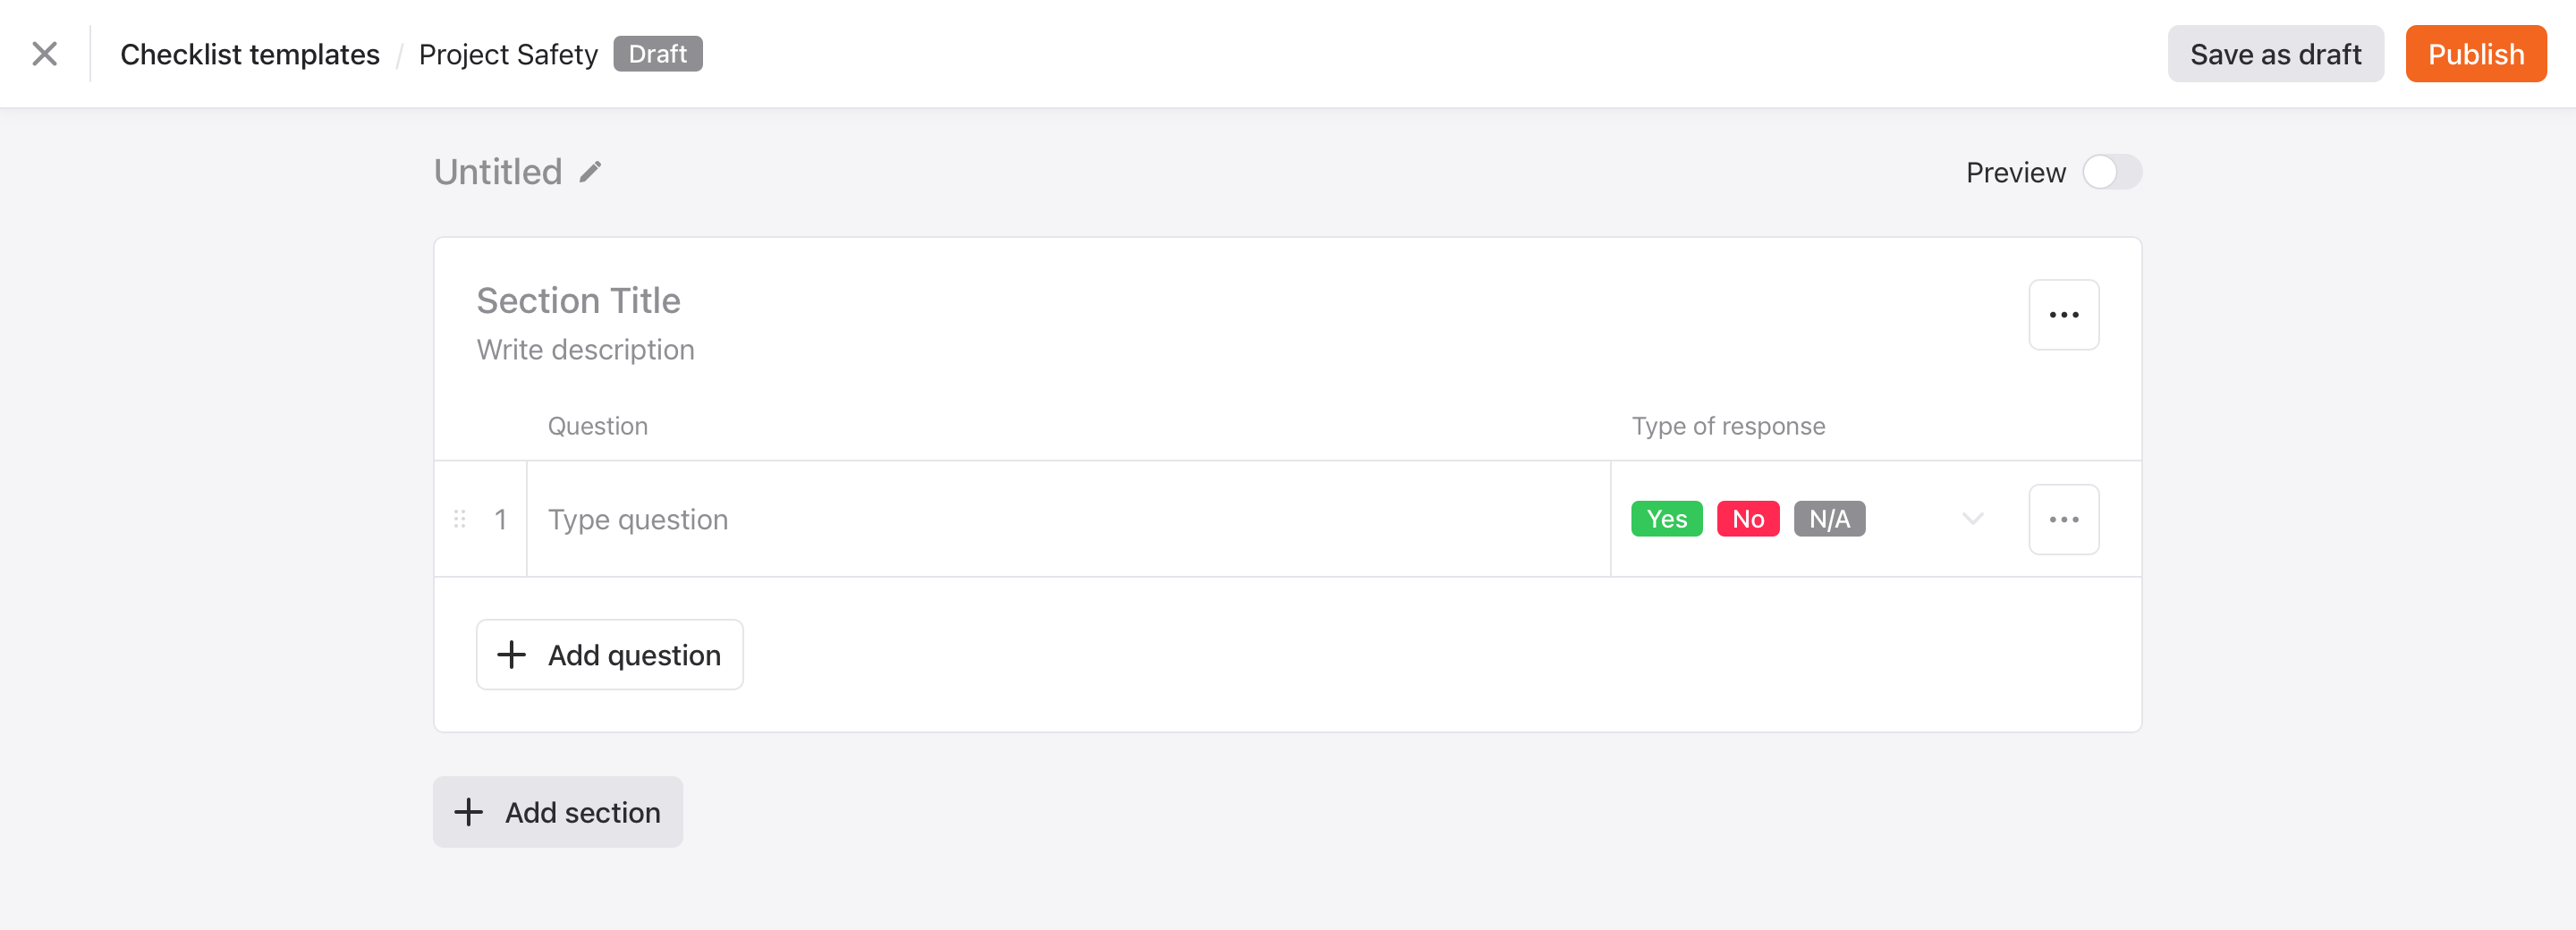 Checklist templates / Project Safety Draft
Save as draft
Publish
Untitled
Preview
Section Title
Write description
Question
Type of response
1
Type question
Yes No N/A
+ Add question
+ Add section